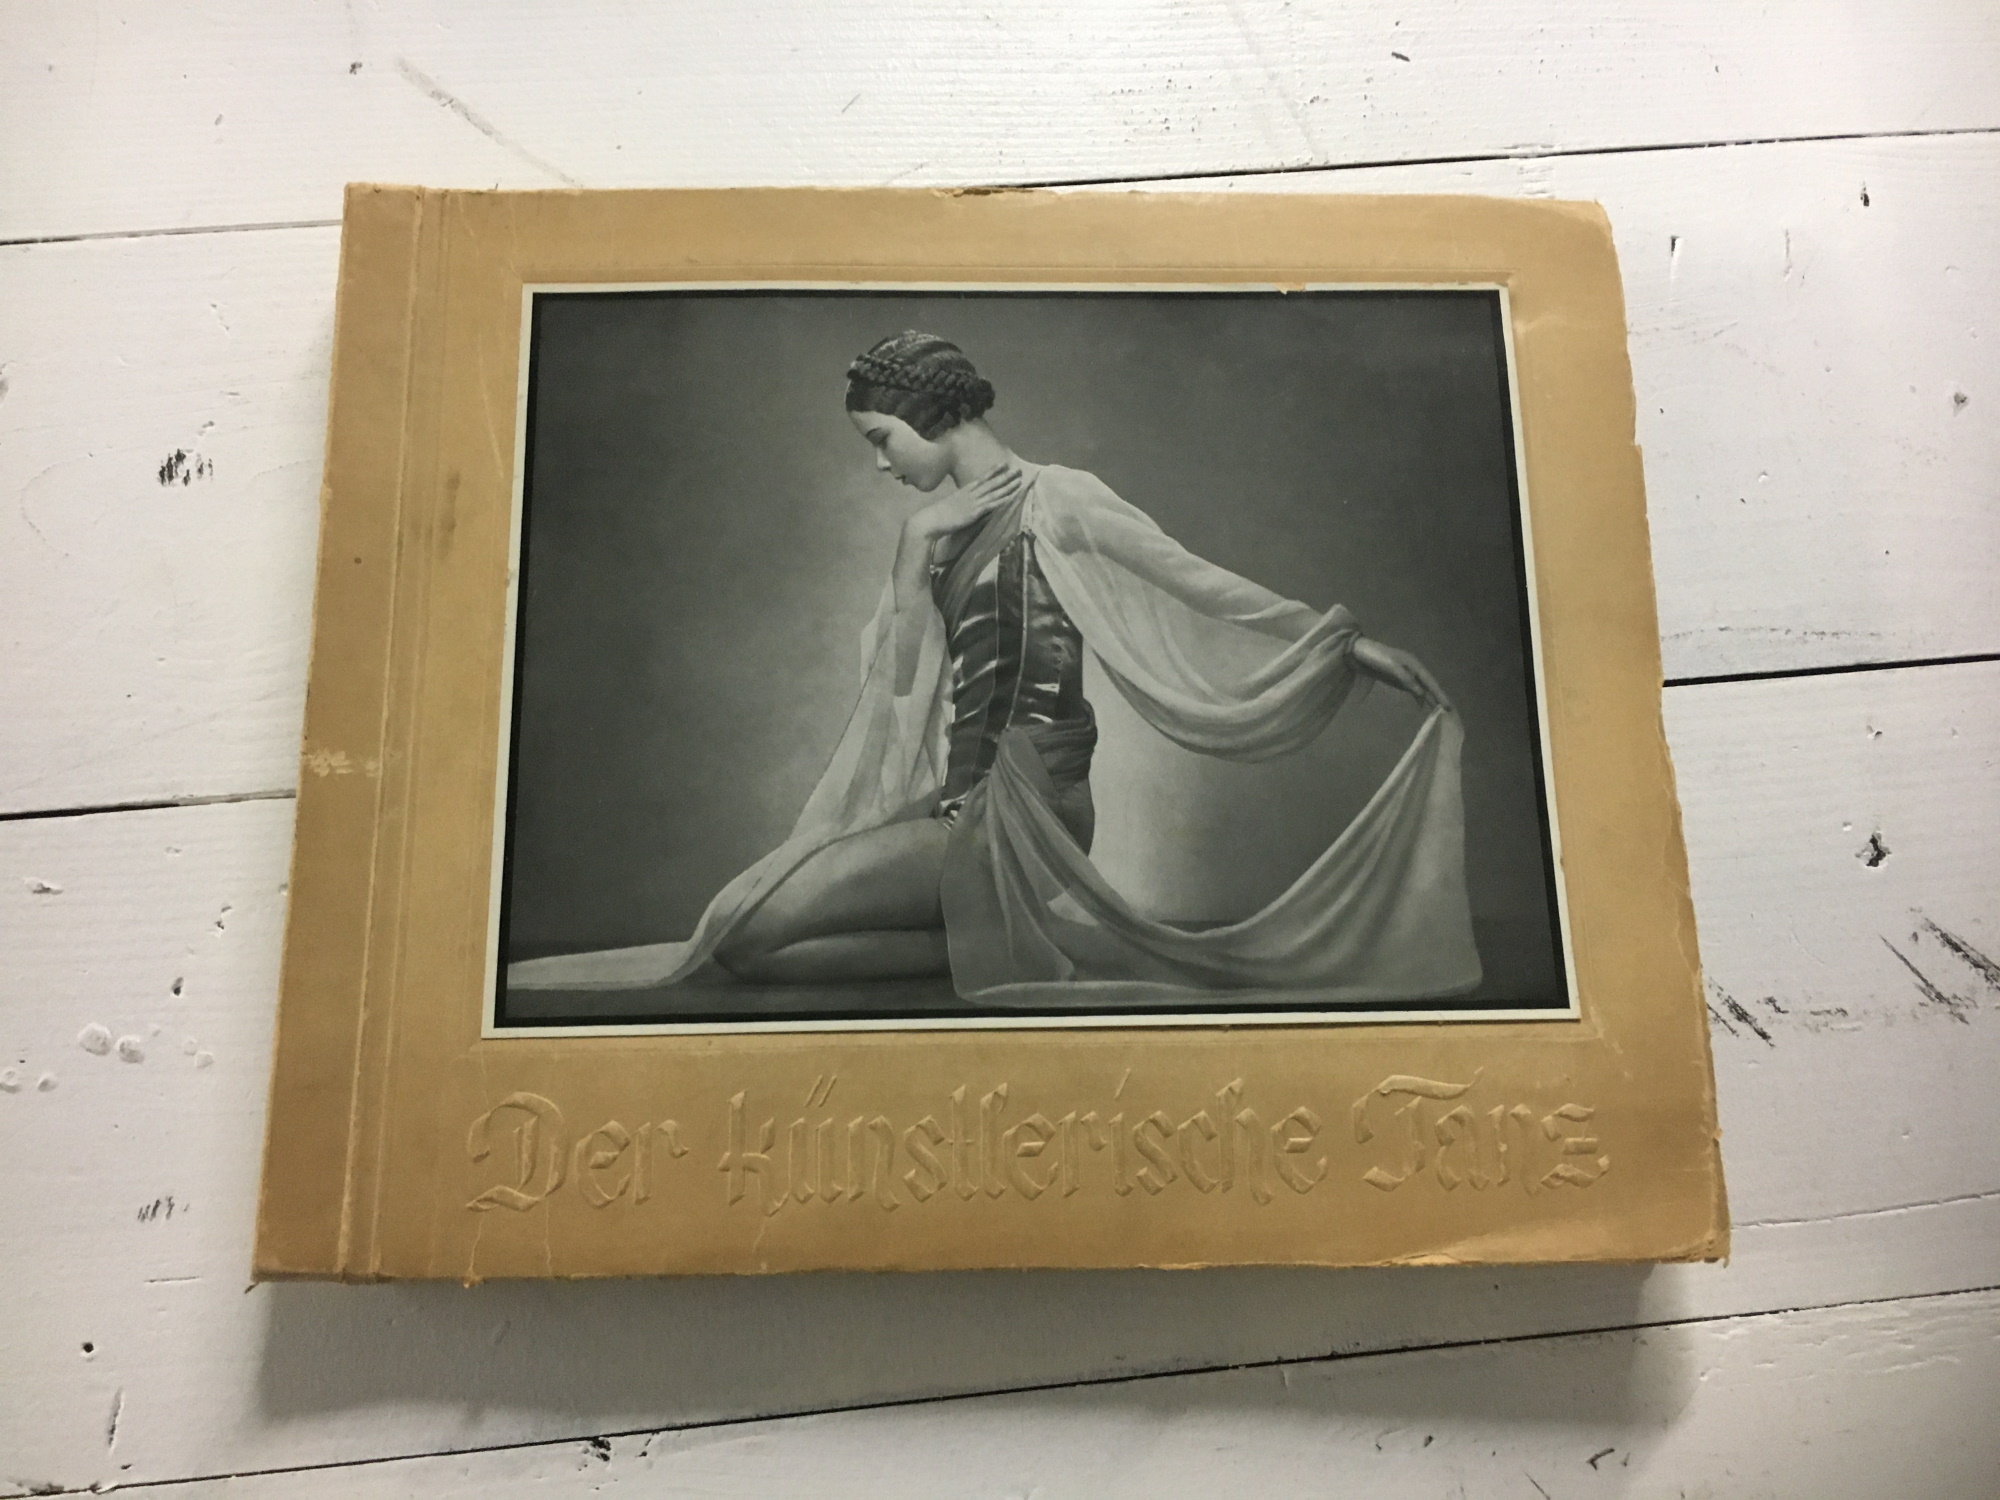 Der künstlerische Tanz